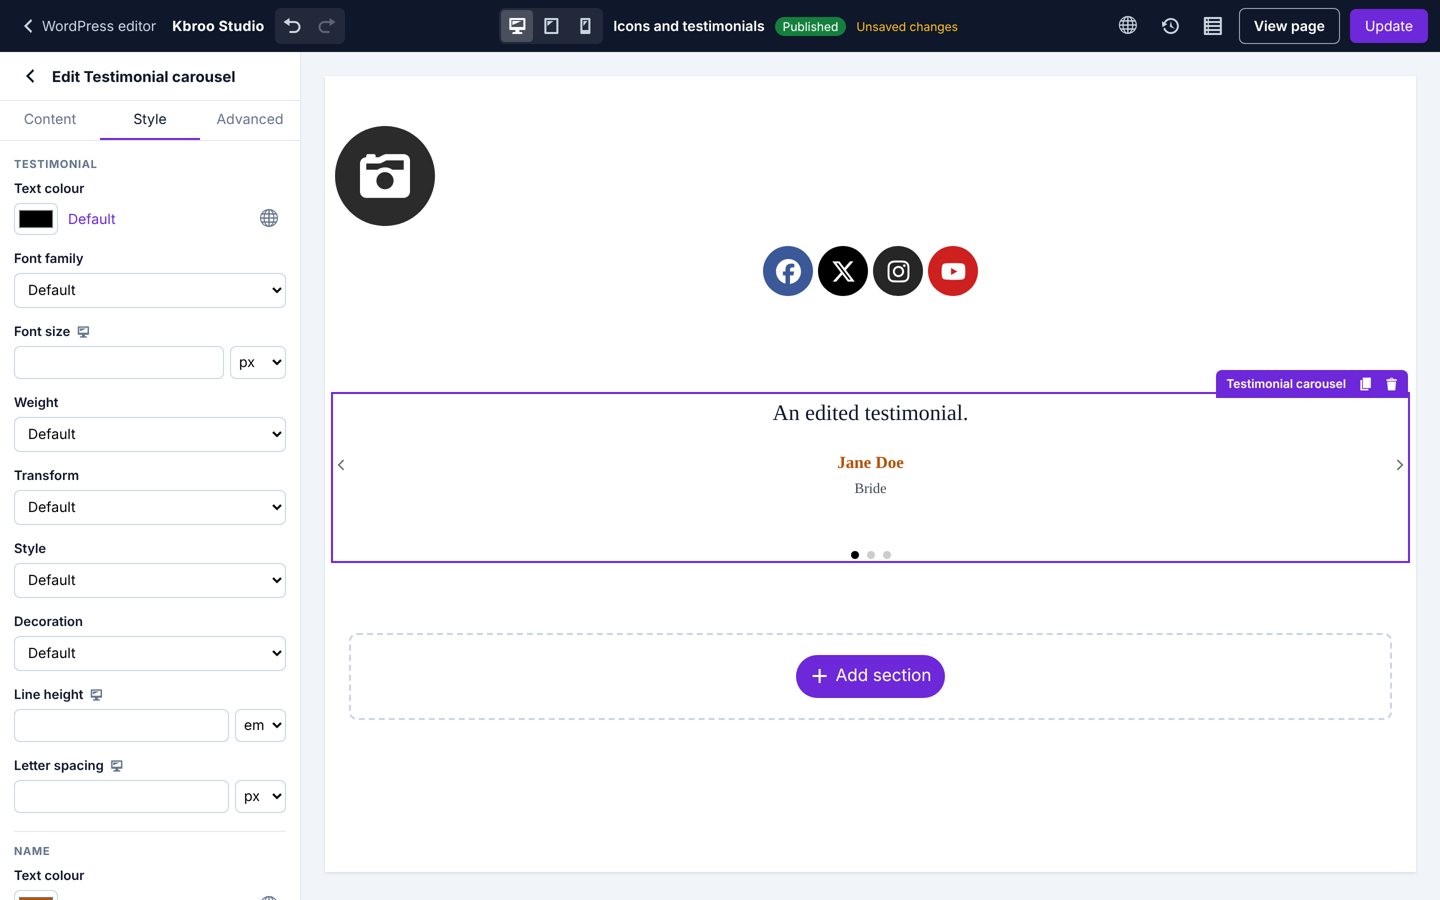 WordPress editor
Kbroo Studio
Icons and testimonials
Published
Unsaved changes
View page
Update
Edit Testimonial carousel
Content
Style
Advanced
TESTIMONIAL
Text colour
Default
Font family
Default
Font size
px
Weight
Default
Transform
Default
Style
Default
Decoration
Default
Line height
em
Letter spacing
px
NAME
Text colour
Testimonial carousel
An edited testimonial.
Jane Doe
Bride
Add section